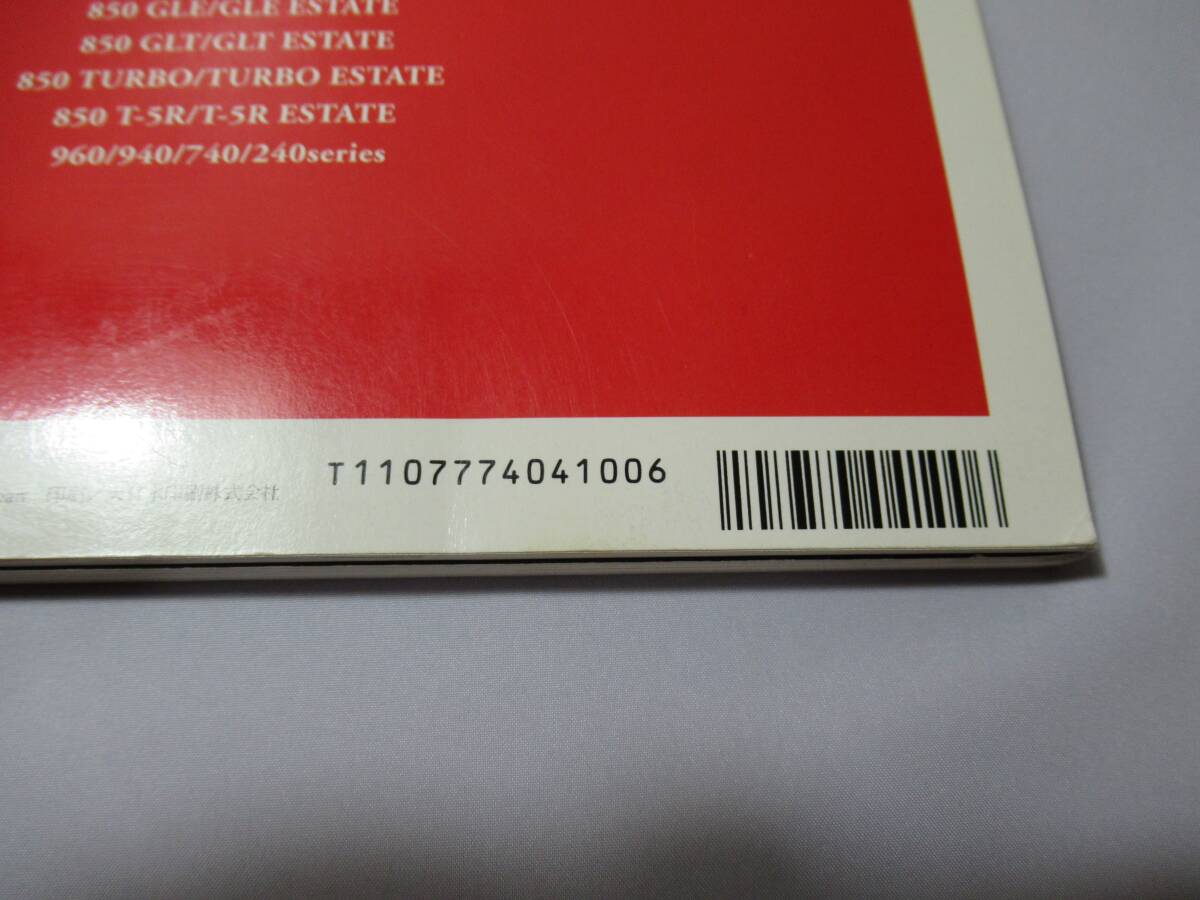 850 GLE/GLE ESTATE
850 GLT/GLT ESTATE
850 TURBO/TURBO ESTATE
850 T-5R/T-5R ESTATE
960/940/740/240series
T1107774041006